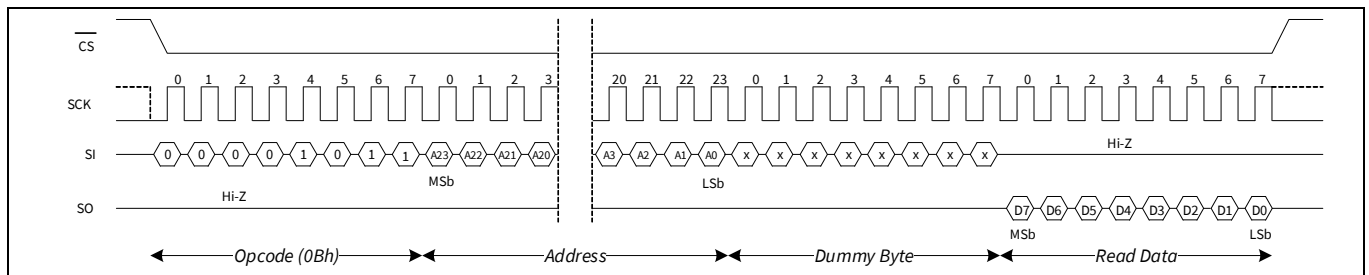 CS
0 1 2 3 4 5 6 7 0 1 2 3 20 21 22 23 0 1 2 3 4 5 6 7 0 1 2 3 4 5 6 7
SCK
Hi-Z
SI 0 0 0 0 1 0 1 1 A23 A22 A21 A20 A3 A2 A1 A0 x x x x x x x x
MSb LSb
Hi-Z
SO D7 D6 D5 D4 D3 D2 D1 D0
MSb LSb
Opcode (0Bh) Address Dummy Byte Read Data